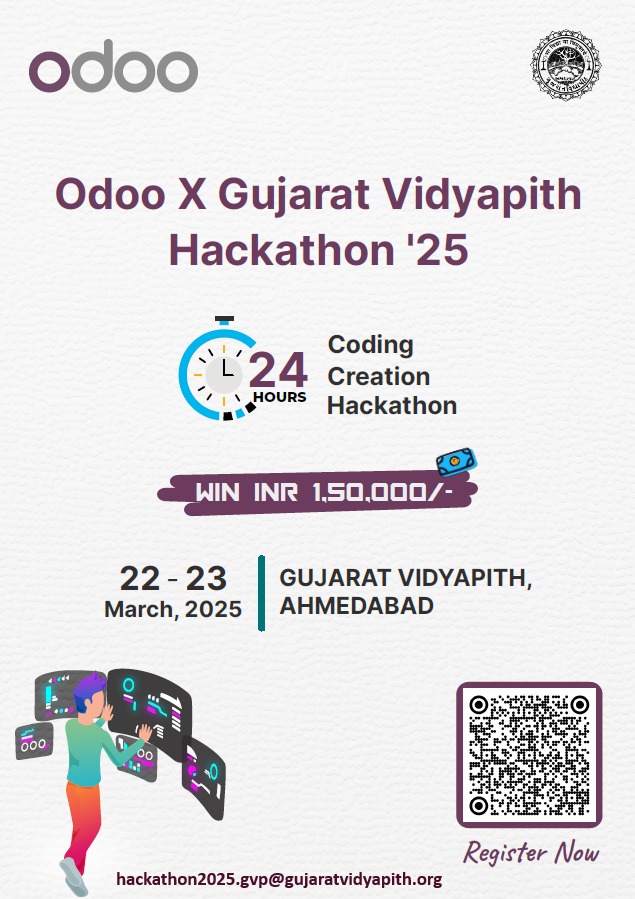 odoo
Odoo X Gujarat Vidyapith
Hackathon '25
24
HOURS
Coding
Creation
Hackathon
WIN INR 1,50,000/-
22 - 23
March, 2025
GUJARAT VIDYAPITH,
AHMEDABAD
Register Now
hackathon2025.gvp@gujaratvidyapith.org